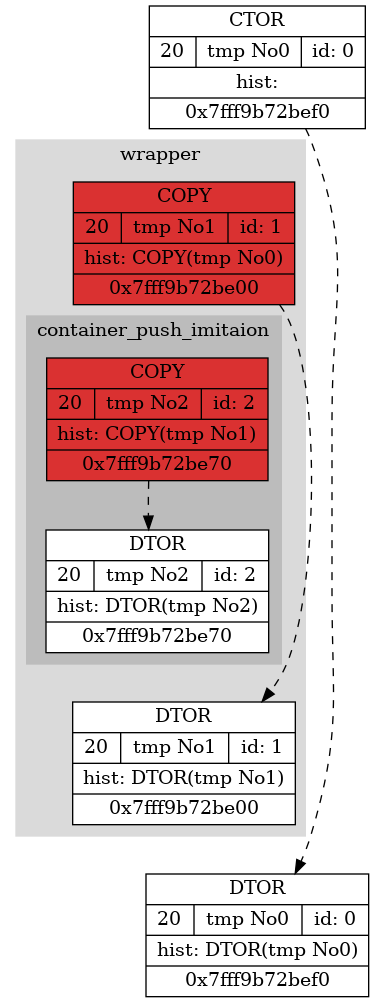 CTOR
20 tmp No0 id: 0
hist:
0x7fff9b72bef0
wrapper
COPY
20 tmp No1 id: 1
hist: COPY(tmp No0)
0x7fff9b72be00
container_push_imitaion
COPY
20 tmp No2 id: 2
hist: COPY(tmp No1)
0x7fff9b72be70
DTOR
20 tmp No2 id: 2
hist: DTOR(tmp No2)
0x7fff9b72be70
DTOR
20 tmp No1 id: 1
hist: DTOR(tmp No1)
0x7fff9b72be00
DTOR
20 tmp No0 id: 0
hist: DTOR(tmp No0)
0x7fff9b72bef0